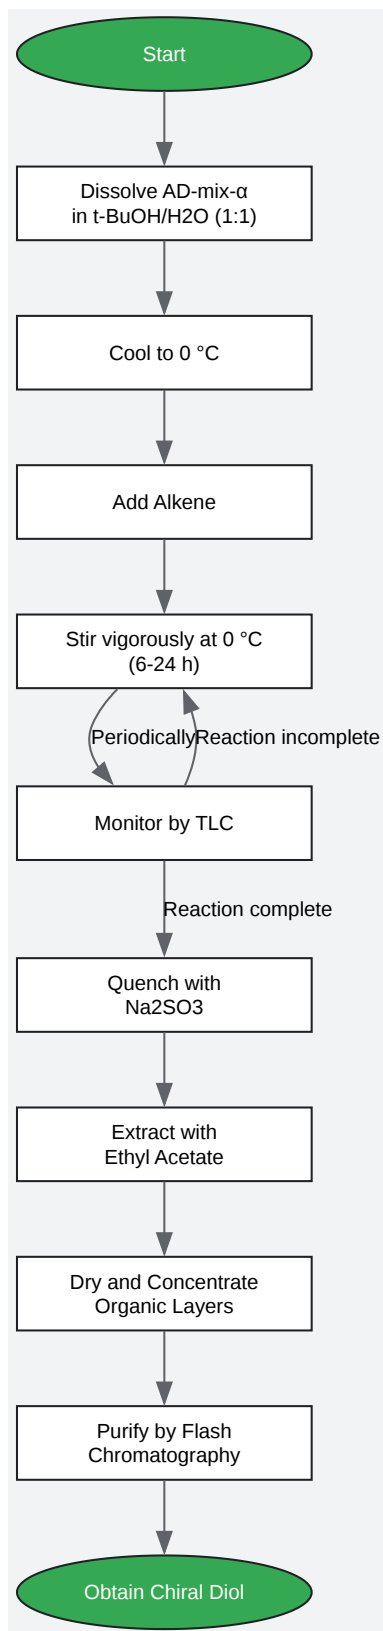 Start
Dissolve AD-mix-α
in t-BuOH/H2O (1:1)
Cool to 0 °C
Add Alkene
Stir vigorously at 0 °C
(6-24 h)
Periodically
Reaction incomplete
Monitor by TLC
Reaction complete
Quench with
Na2SO3
Extract with
Ethyl Acetate
Dry and Concentrate
Organic Layers
Purify by Flash
Chromatography
Obtain Chiral Diol